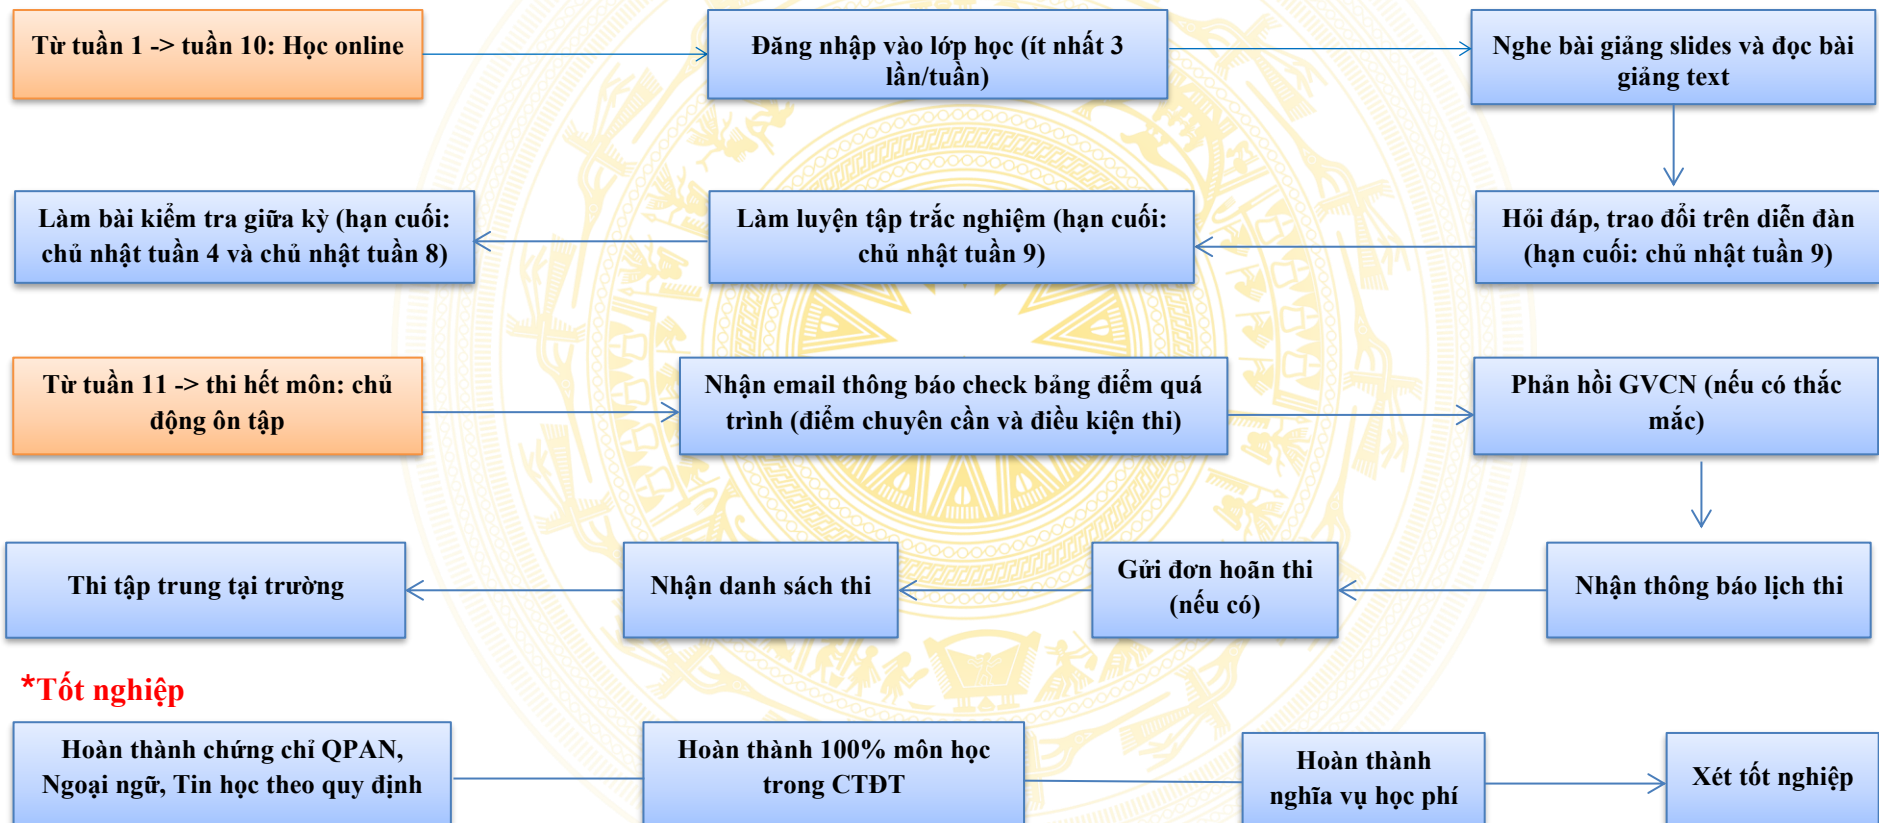 Từ tuần 1 -> tuần 10: Học online
Đăng nhập vào lớp học (ít nhất 3
lần/tuần)
Nghe bài giảng slides và đọc bài
giảng text
Hỏi đáp, trao đổi trên diễn đàn
(hạn cuối: chủ nhật tuần 9)
Làm luyện tập trắc nghiệm (hạn cuối:
chủ nhật tuần 9)
Làm bài kiểm tra giữa kỳ (hạn cuối:
chủ nhật tuần 4 và chủ nhật tuần 8)
Từ tuần 11 -> thi hết môn: chủ
động ôn tập
Nhận email thông báo check bảng điểm quá
trình (điểm chuyên cần và điều kiện thi)
Phản hồi GVCN (nếu có thắc
mắc)
Nhận thông báo lịch thi
Gửi đơn hoãn thi
(nếu có)
Nhận danh sách thi
Thi tập trung tại trường
*Tốt nghiệp
Hoàn thành chứng chỉ QPAN,
Ngoại ngữ, Tin học theo quy định
Hoàn thành 100% môn học
trong CTĐT
Hoàn thành
nghĩa vụ học phí
Xét tốt nghiệp